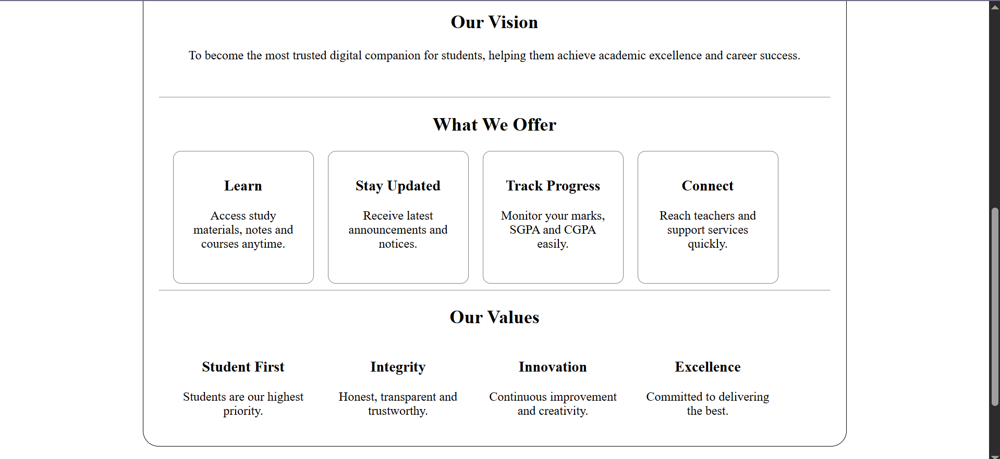 Our Vision
To become the most trusted digital companion for students, helping them achieve academic excellence and career success.
What We Offer
Learn
Access study
materials, notes and
courses anytime.
Stay Updated
Receive latest
announcements and
notices.
Track Progress
Monitor your marks,
SGPA and CGPA
easily.
Connect
Reach teachers and
support services
quickly.
Our Values
Student First
Students are our highest
priority.
Integrity
Honest, transparent and
trustworthy.
Innovation
Continuous improvement
and creativity.
Excellence
Committed to delivering
the best.